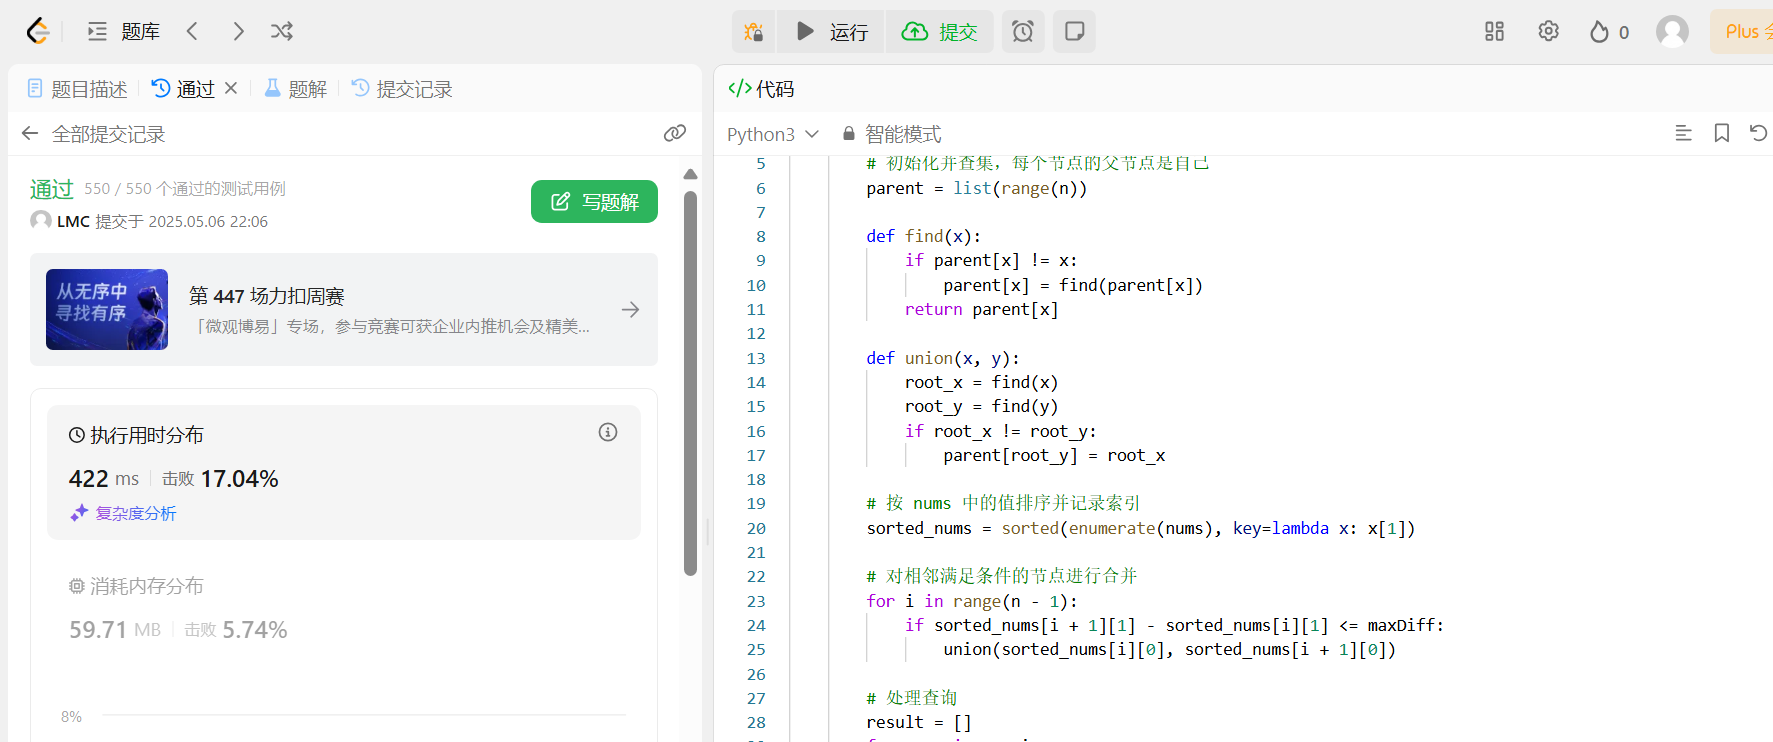 题库
运行
提交
0
Plus 会
题目描述
通过
题解
提交记录
全部提交记录
通过 550 / 550 个通过的测试用例
LMC 提交于 2025.05.06 22:06
写题解
从无序中
寻找有序
第 447 场力扣周赛
「微观博易」专场，参与竞赛可获企业内推机会及精美...
执行用时分布
422 ms 击败 17.04%
复杂度分析
消耗内存分布
59.71 MB 击败 5.74%
8%
</> 代码
Python3 智能模式
5 # 初始化并查集，每个节点的父节点是自己
6 parent = list(range(n))
7
8 def find(x):
9 if parent[x] != x:
10 parent[x] = find(parent[x])
11 return parent[x]
12
13 def union(x, y):
14 root_x = find(x)
15 root_y = find(y)
16 if root_x != root_y:
17 parent[root_y] = root_x
18
19 # 按 nums 中的值排序并记录索引
20 sorted_nums = sorted(enumerate(nums), key=lambda x: x[1])
21
22 # 对相邻满足条件的节点进行合并
23 for i in range(n - 1):
24 if sorted_nums[i + 1][1] - sorted_nums[i][1] <= maxDiff:
25 union(sorted_nums[i][0], sorted_nums[i + 1][0])
26
27 # 处理查询
28 result = []